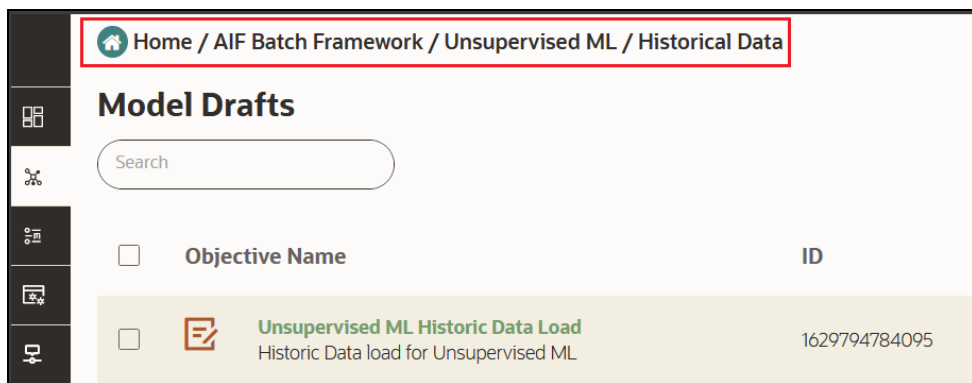 Home / AIF Batch Framework / Unsupervised ML / Historical Data
Model Drafts
Search
Objective Name ID
Unsupervised ML Historic Data Load
Historic Data load for Unsupervised ML 1629794784095